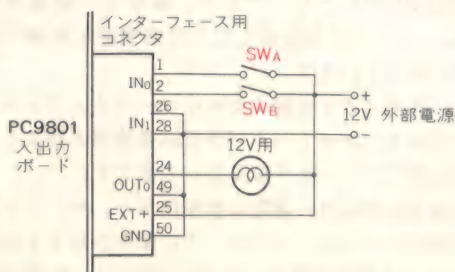 インターフェース用
コネクタ
PC9801
入出力
ボード
IN0
IN1
OUT0
EXT+
GND
1
2
26
28
24
49
25
50
SWA
SWB
12V用
+
12V 外部電源
−